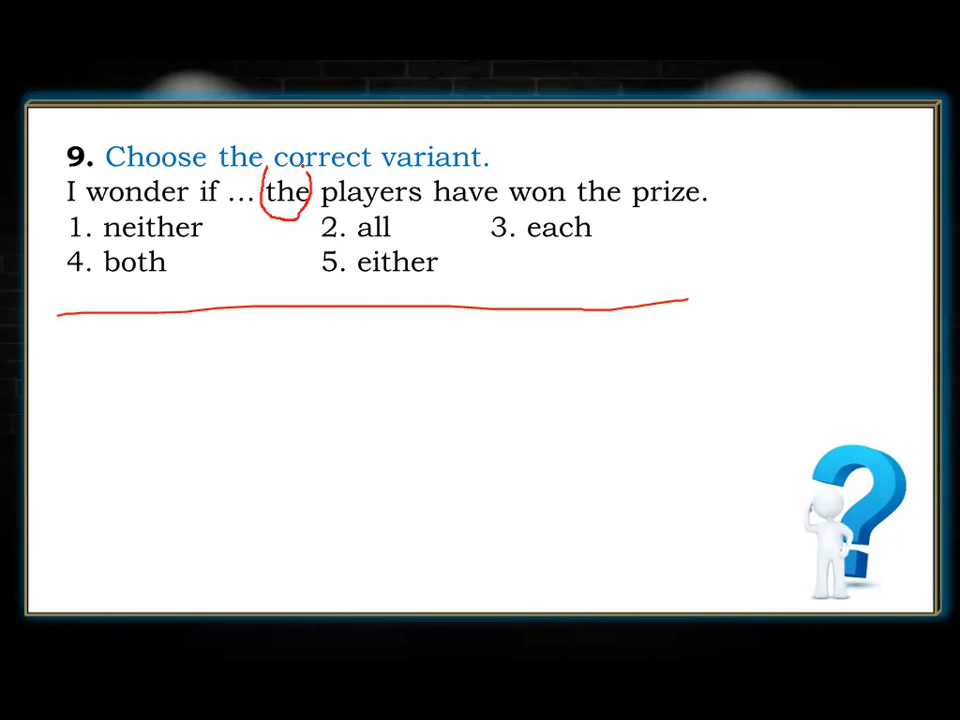 9. Choose the correct variant.
I wonder if … the players have won the prize.
1. neither 2. all 3. each
4. both 5. either